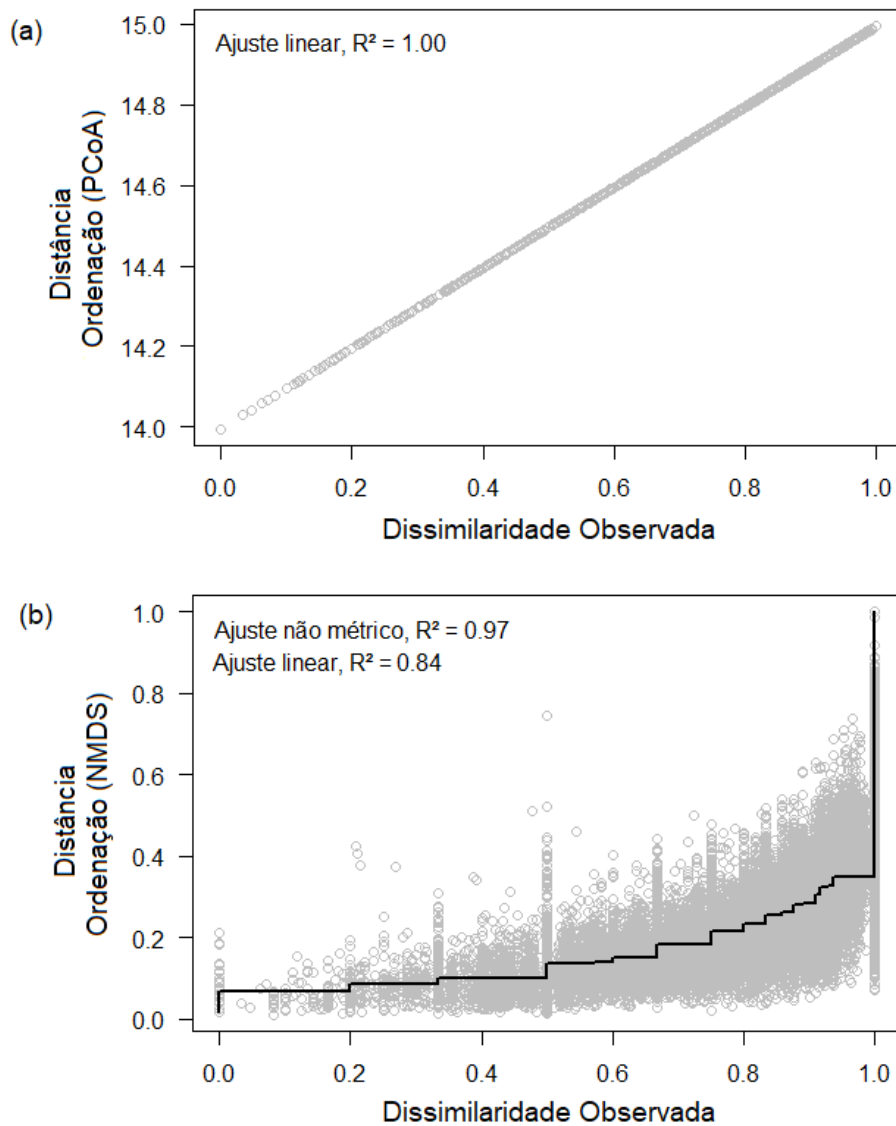 (a)
Ajuste linear, R² = 1.00
Distância
Ordenação (PCoA)
15.0
14.8
14.6
14.4
14.2
14.0
0.0 0.2 0.4 0.6 0.8 1.0
Dissimilaridade Observada
(b)
Ajuste não métrico, R² = 0.97
Ajuste linear, R² = 0.84
Distância
Ordenação (NMDS)
1.0
0.8
0.6
0.4
0.2
0.0
0.0 0.2 0.4 0.6 0.8 1.0
Dissimilaridade Observada